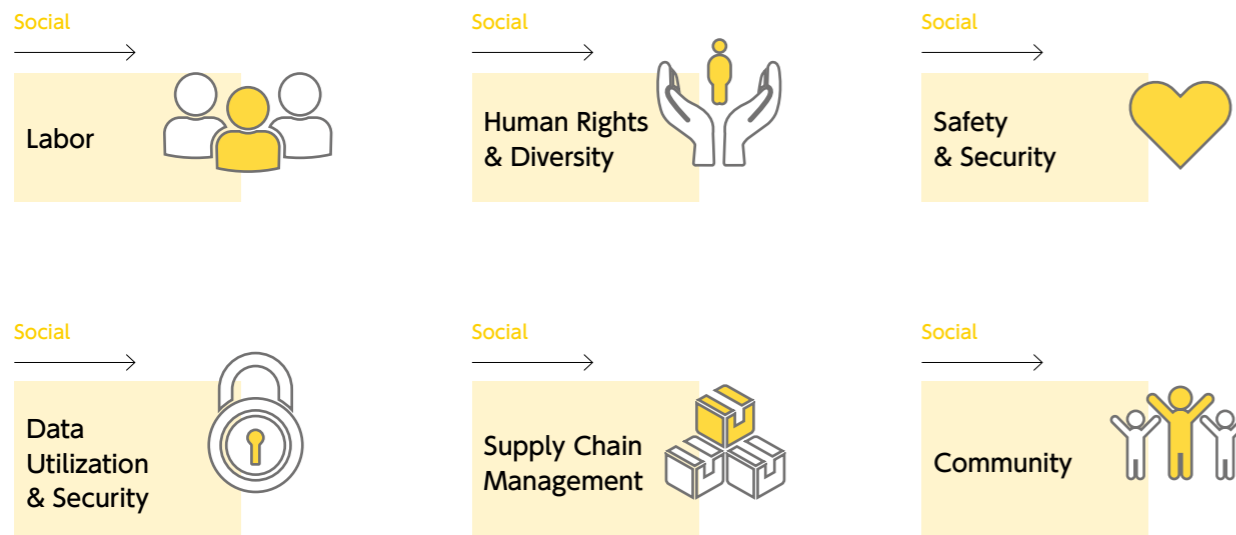 Social
Labor
Social
Human Rights
& Diversity
Social
Safety
& Security
Social
Data
Utilization
& Security
Social
Supply Chain
Management
Social
Community